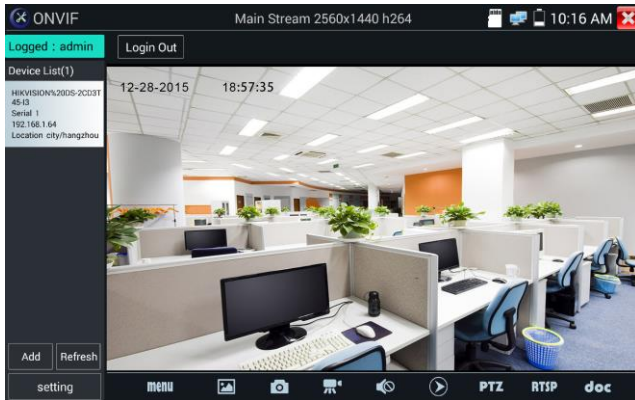 ONVIF
Main Stream 2560x1440 h264
10:16 AM
Logged : admin
Login Out
Device List(1)
HIKVISION%20DS-2CD3T
45-I3
Serial 1
192.168.1.64
Location city/hangzhou
12-28-2015 18:57:35
Add
Refresh
setting
menu
PTZ
RTSP
doc